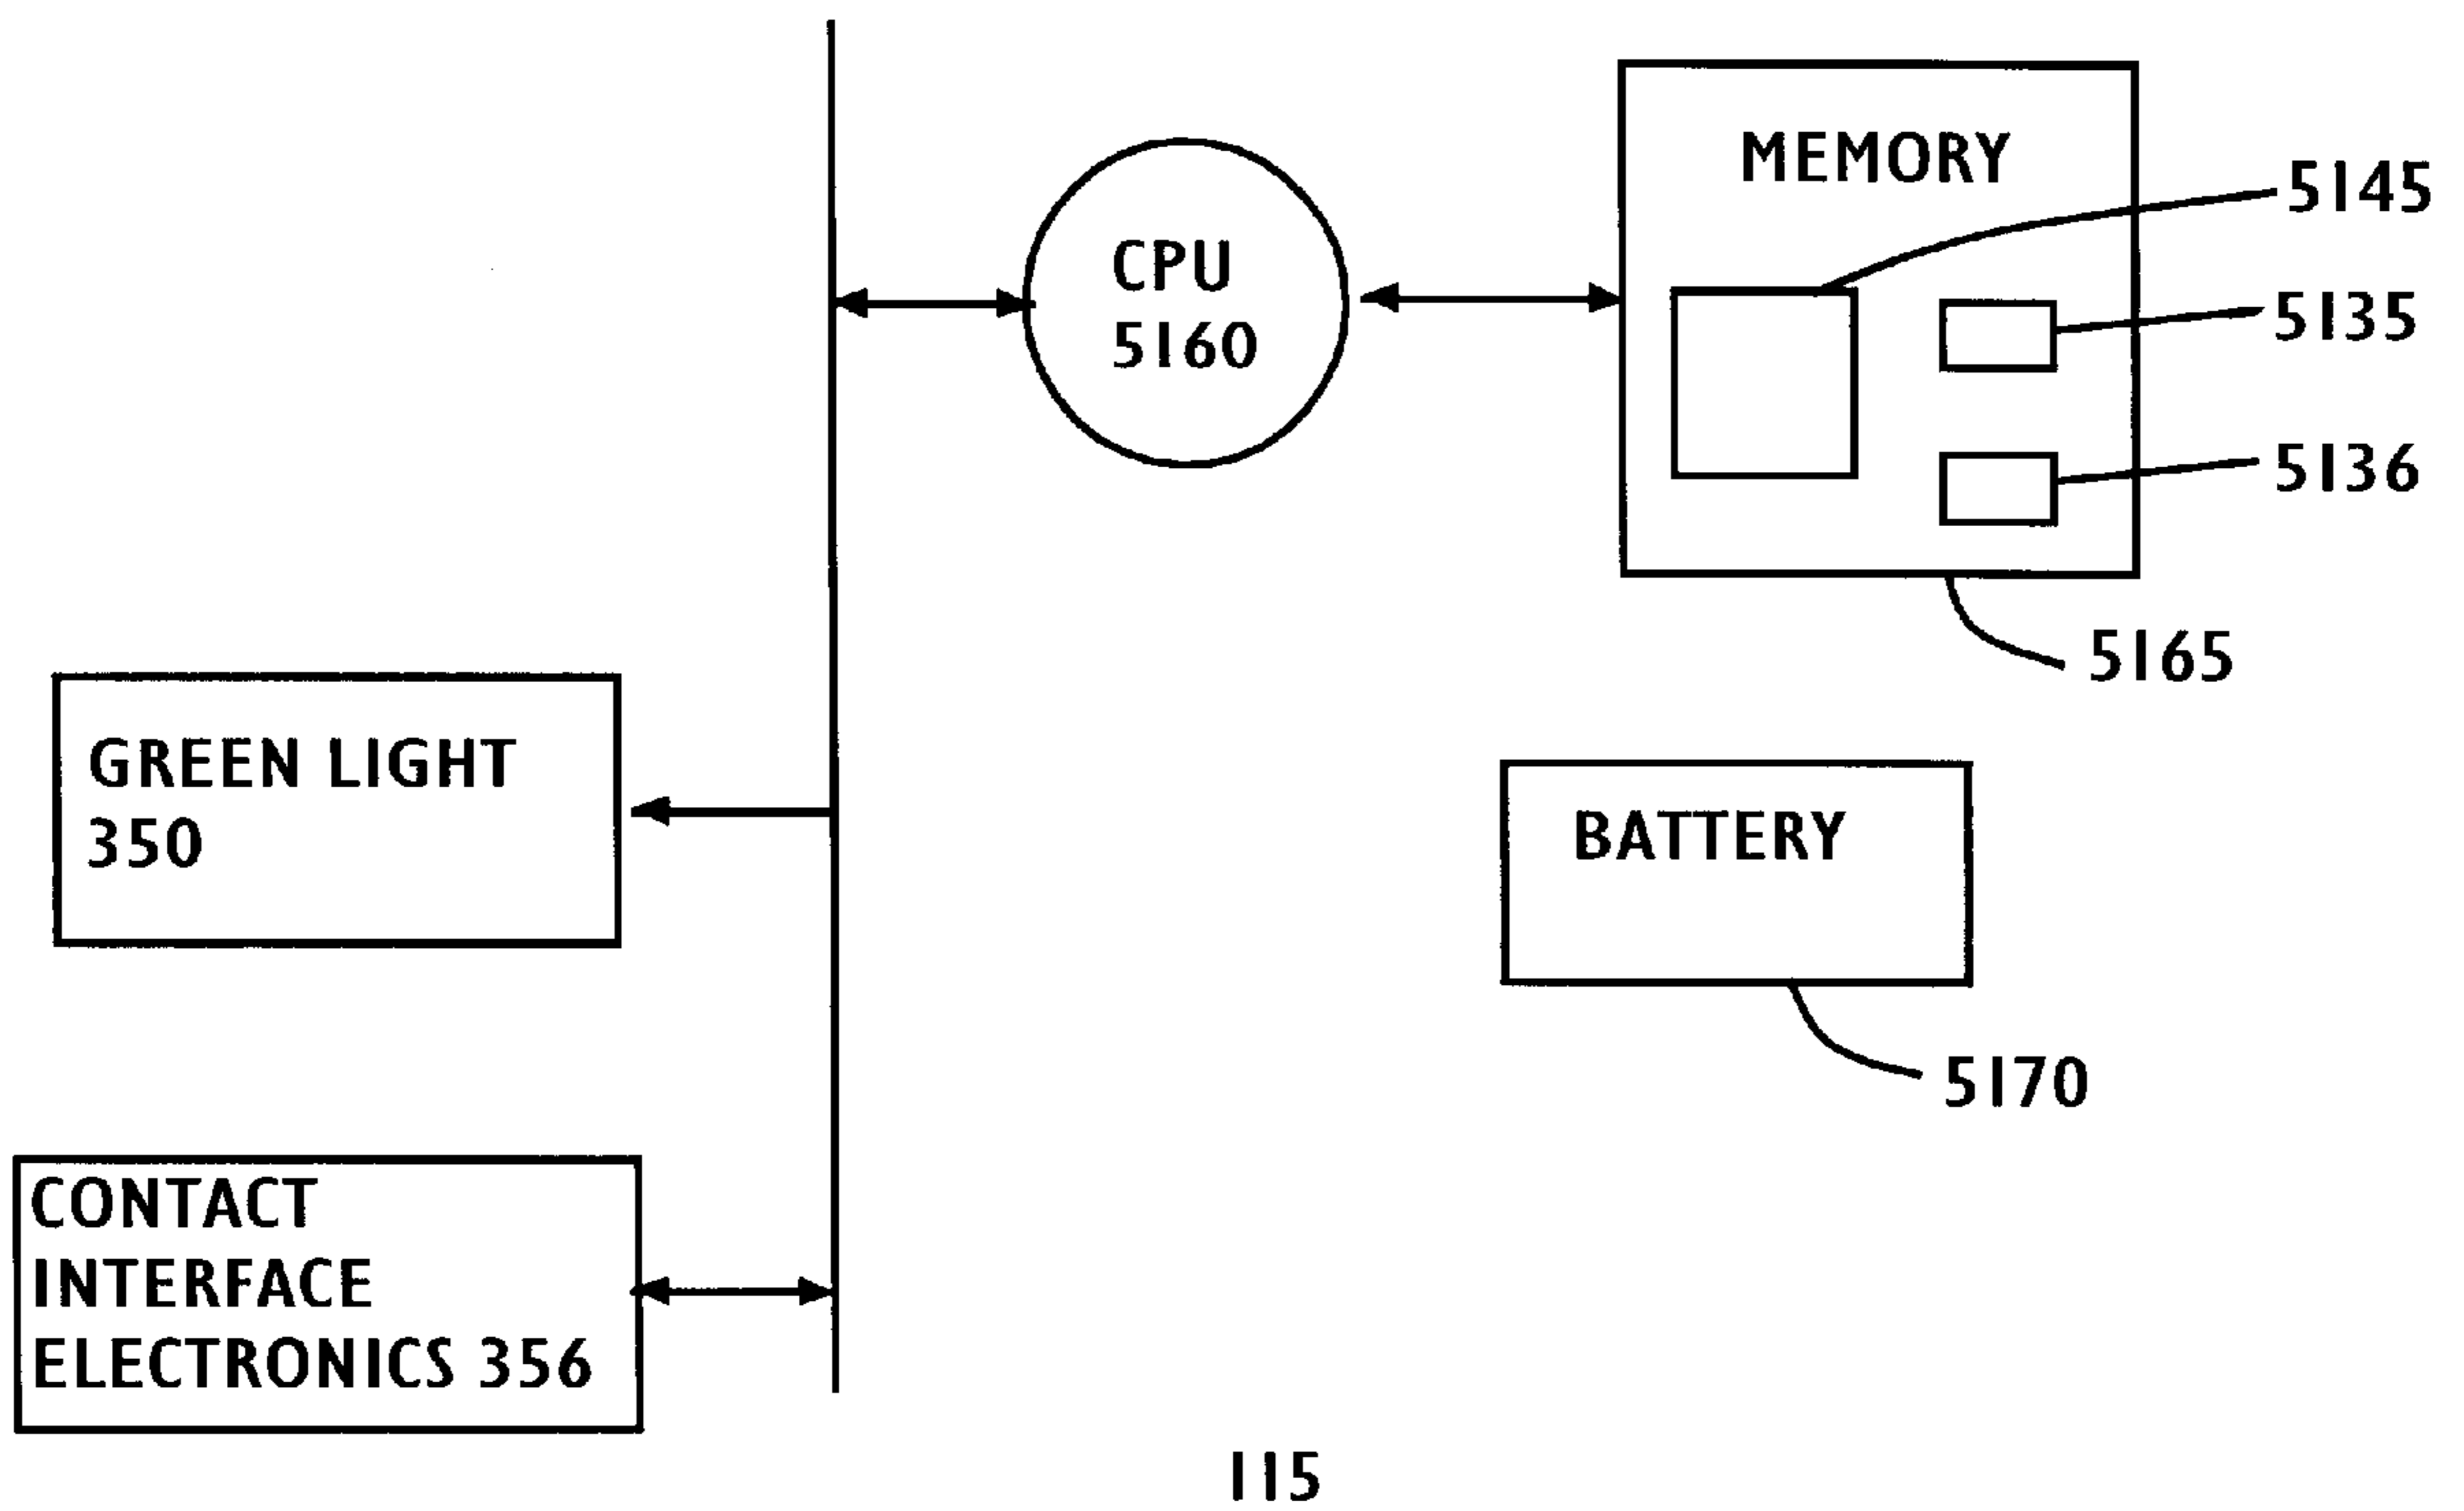 MEMORY
5145
CPU
5160
5135
5136
5165
GREEN LIGHT
350
BATTERY
5170
CONTACT
INTERFACE
ELECTRONICS 356
115